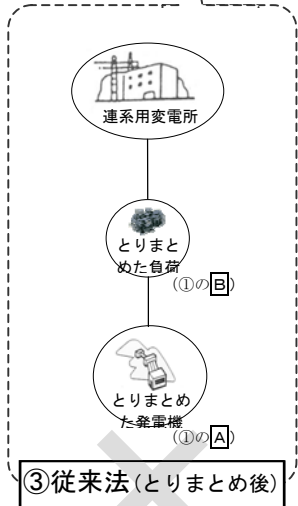 連系用変電所
とりまと
めた負荷
(①のB)
とりまとめ
た発電機
(①のA)
③従来法(とりまとめ後)